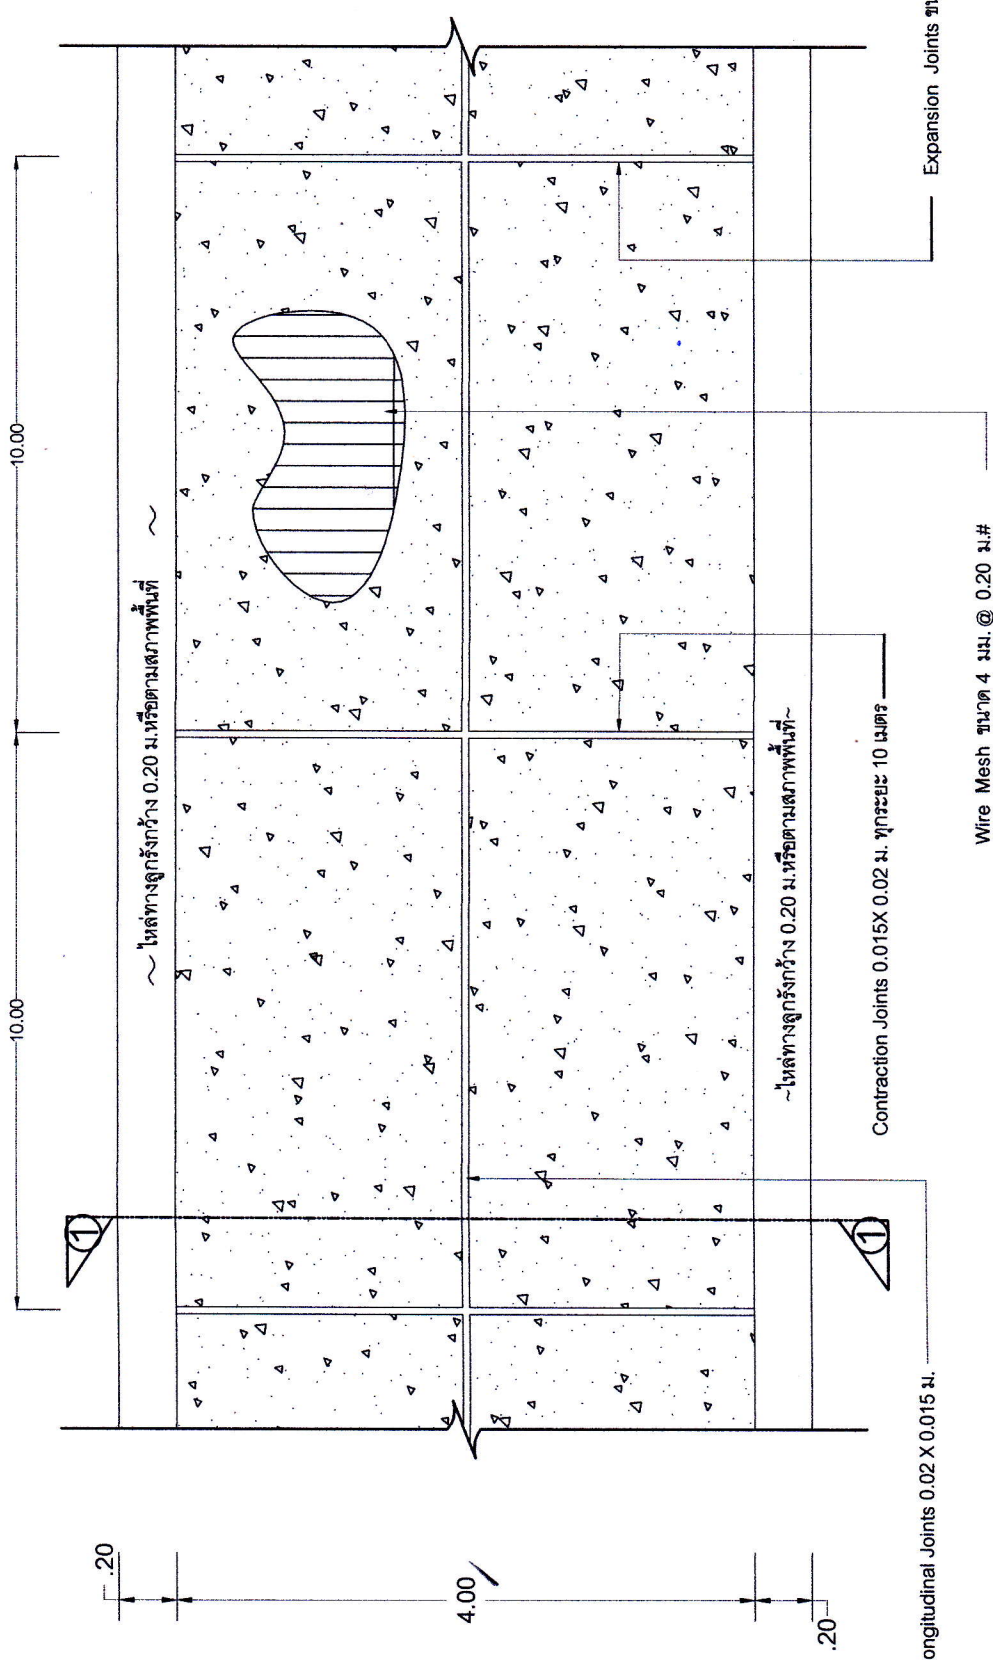 10.00
10.00
.20
～ ไหล่ทางลูกรังกว้าง 0.20 ม.หรือตามสภาพพื้นที่ ～
1
4.00
~ไหล่ทางลูกรังกว้าง 0.20 ม.หรือตามสภาพพื้นที่~
.20
1
Contraction Joints 0.015X 0.02 ม. ทุกระยะ 10 เมตร
ongitudinal Joints 0.02 X 0.015 ม.
Expansion Joints ขน
Wire Mesh ขนาด 4 มม. @ 0.20 ม.#